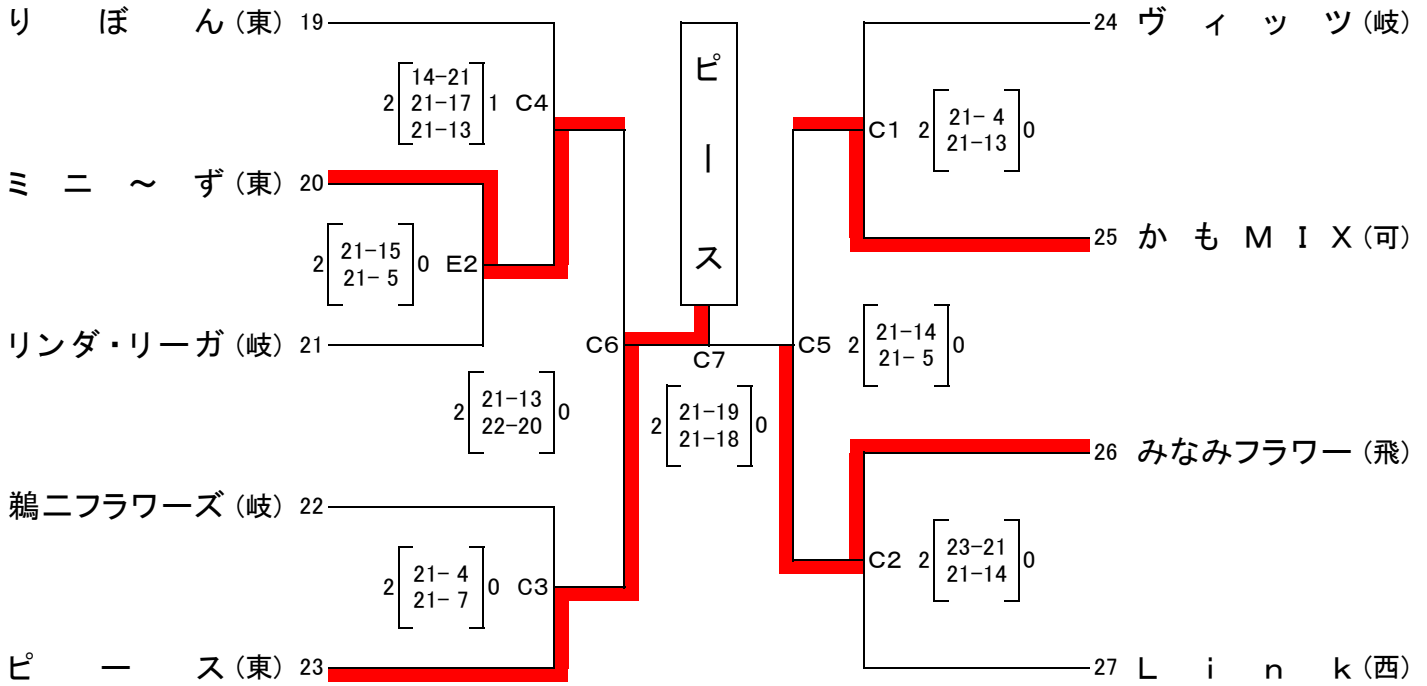 りぼん(東) 19
2 [14-21 21-17 21-13] 1 C4
ミニ～ず(東) 20
2 [21-15 21- 5] 0 E2
リンダ・リーガ(岐) 21
C6
2 [21-13 22-20] 0
鵜ニフラワーズ(岐) 22
2 [21- 4 21- 7] 0 C3
ピース(東) 23
ピース
C7
2 [21-19 21-18] 0
24 ヴィッツ(岐)
C1 2 [21- 4 21-13] 0
25 かもMIX(可)
C5 2 [21-14 21- 5] 0
26 みなみフラワー(飛)
C2 2 [23-21 21-14] 0
27 Link(西)